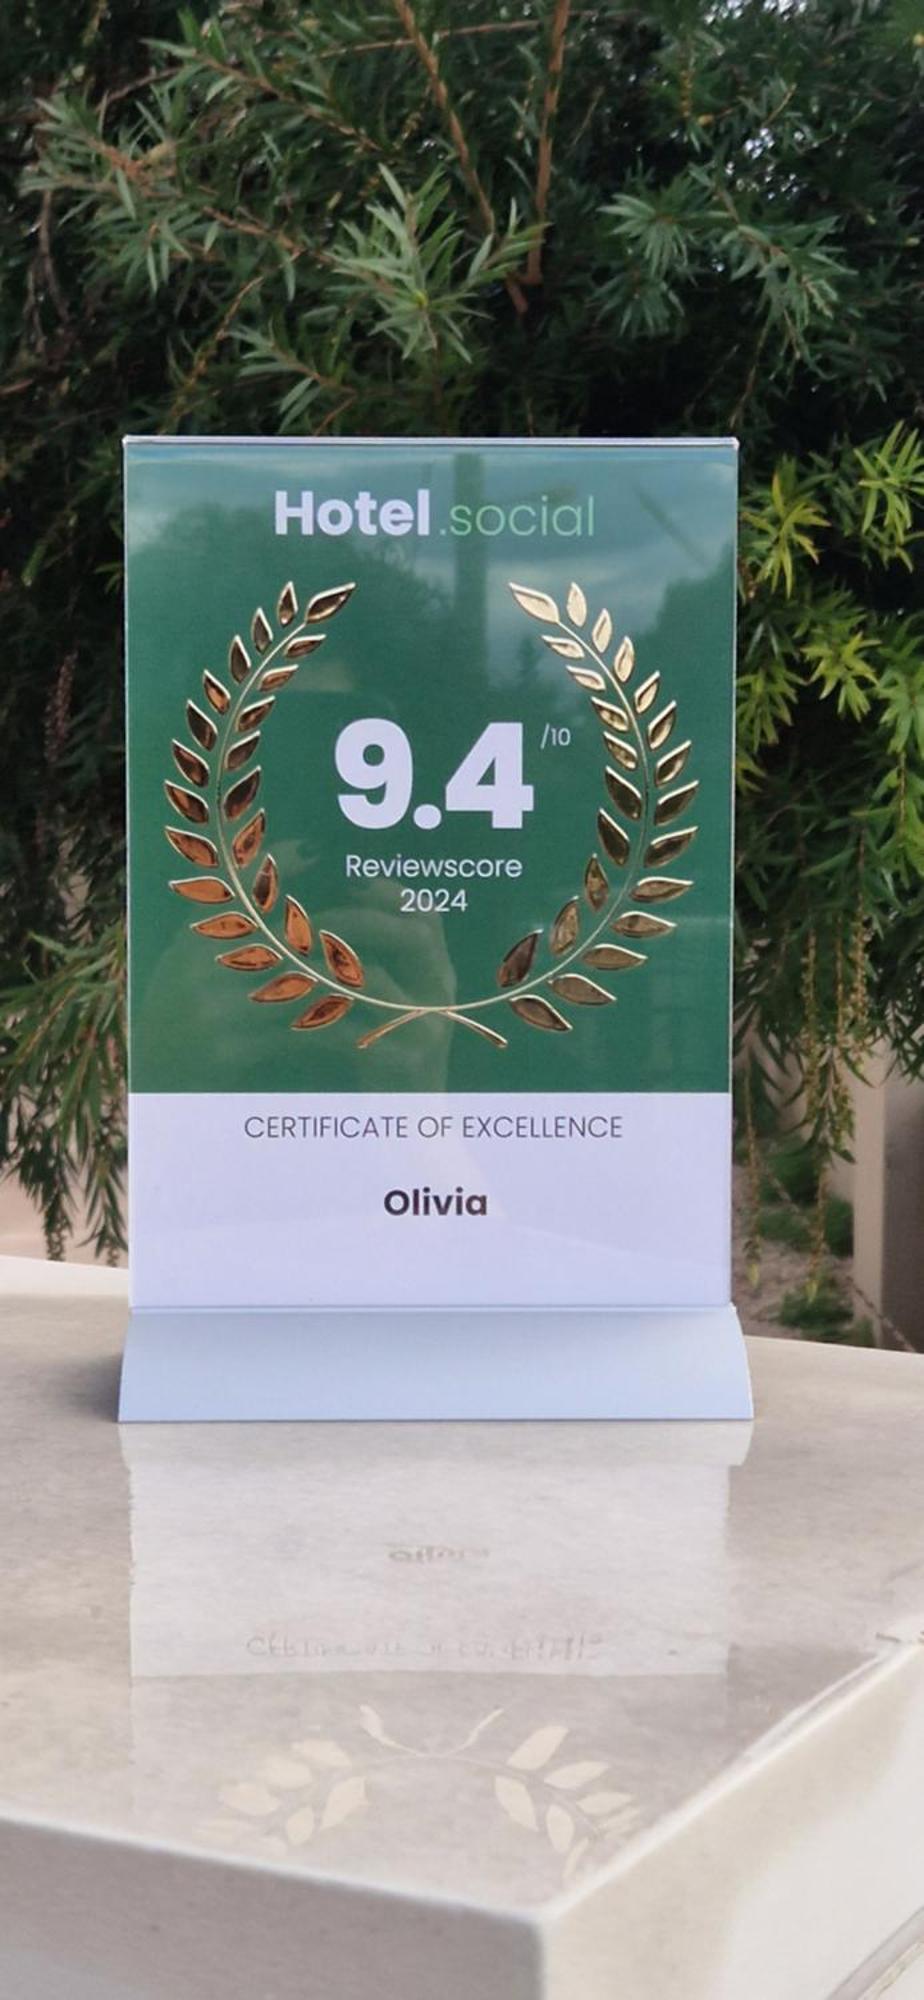 Hotel.social
9.4/10
Reviewscore
2024
CERTIFICATE OF EXCELLENCE
Olivia